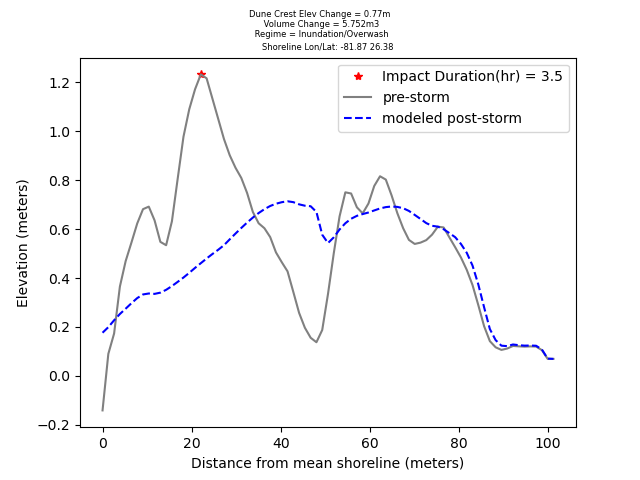 Dune Crest Elev Change = 0.77m
Volume Change = 5.752m3
Regime = Inundation/Overwash
Shoreline Lon/Lat: -81.87 26.38
Impact Duration(hr) = 3.5
pre-storm
modeled post-storm
Elevation (meters)
1.2
1.0
0.8
0.6
0.4
0.2
0.0
−0.2
0 20 40 60 80 100
Distance from mean shoreline (meters)